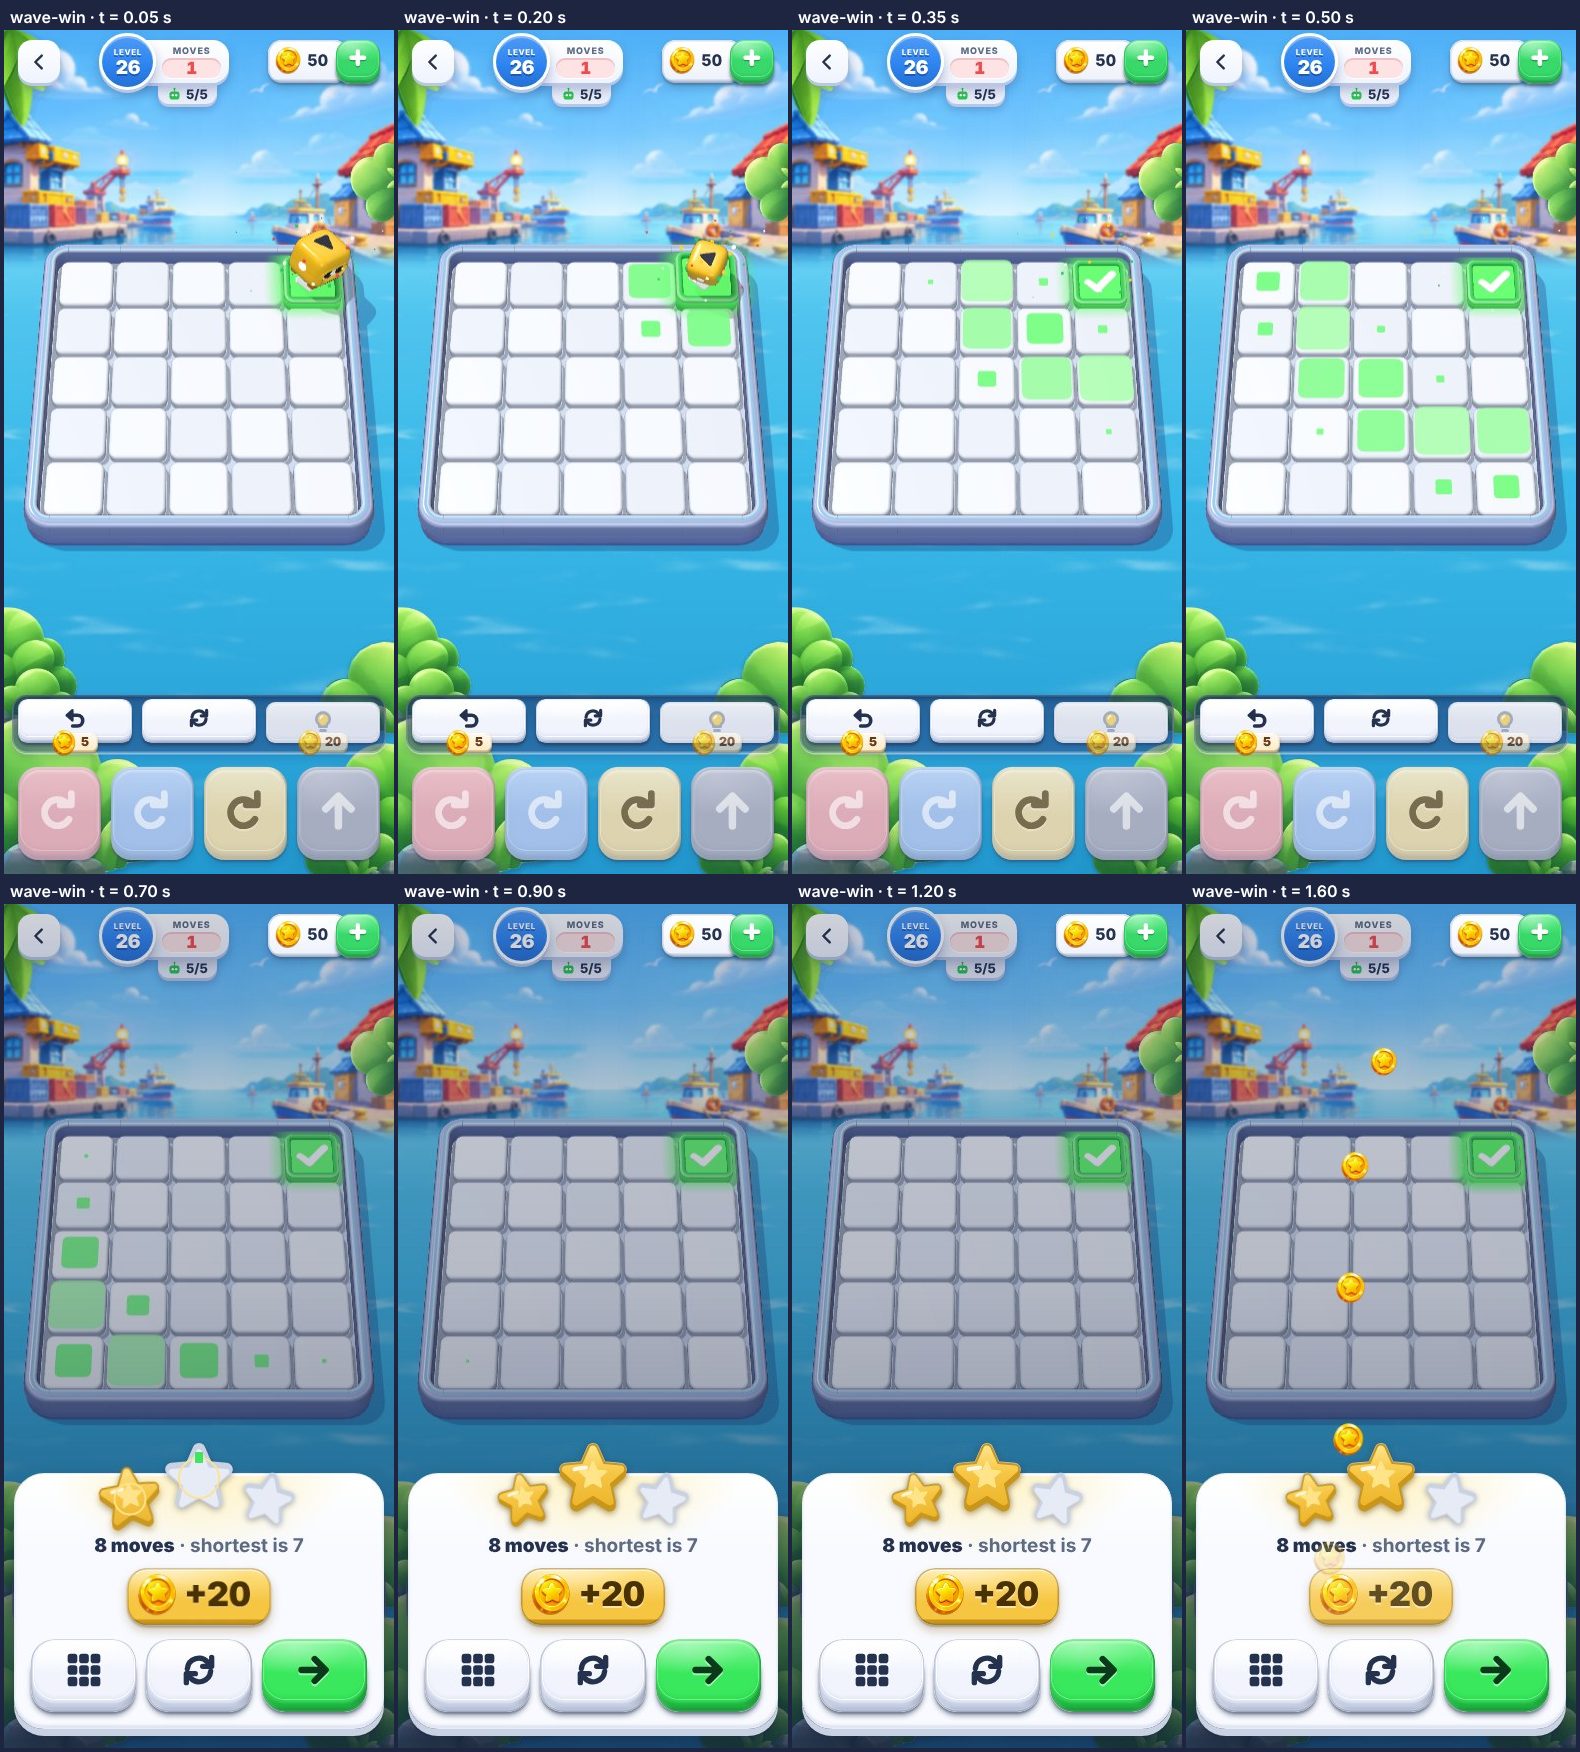 wave-win · t = 0.05 s
LEVEL
26
MOVES
1
5/5
50
5
20
wave-win · t = 0.20 s
LEVEL
26
MOVES
1
5/5
50
5
20
wave-win · t = 0.35 s
LEVEL
26
MOVES
1
5/5
50
5
20
wave-win · t = 0.50 s
LEVEL
26
MOVES
1
5/5
50
5
20
wave-win · t = 0.70 s
LEVEL
26
MOVES
1
5/5
50
8 moves · shortest is 7
+20
wave-win · t = 0.90 s
LEVEL
26
MOVES
1
5/5
50
8 moves · shortest is 7
+20
wave-win · t = 1.20 s
LEVEL
26
MOVES
1
5/5
50
8 moves · shortest is 7
+20
wave-win · t = 1.60 s
LEVEL
26
MOVES
1
5/5
50
8 moves · shortest is 7
+20